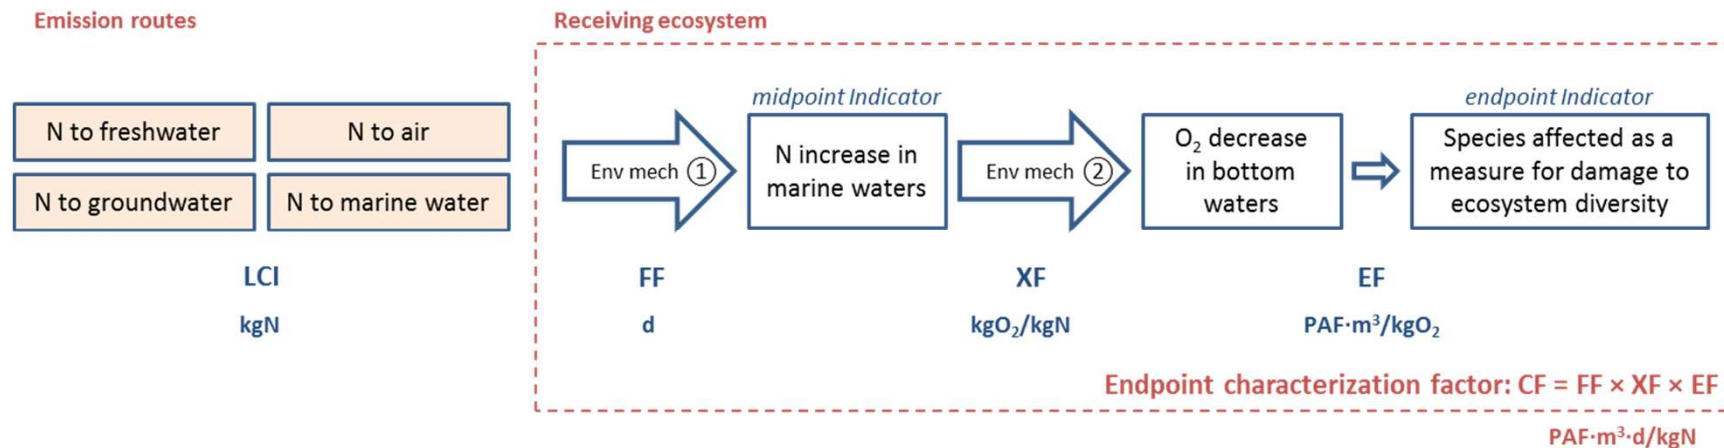 Emission routes
Receiving ecosystem
N to freshwater
N to air
N to groundwater
N to marine water
LCI
kgN
Env mech ①
midpoint Indicator
N increase in
marine waters
Env mech ②
O₂ decrease
in bottom
waters
endpoint Indicator
Species affected as a
measure for damage to
ecosystem diversity
FF
d
XF
kgO₂/kgN
EF
PAF·m³/kgO₂
Endpoint characterization factor: CF = FF × XF × EF
PAF·m³·d/kgN